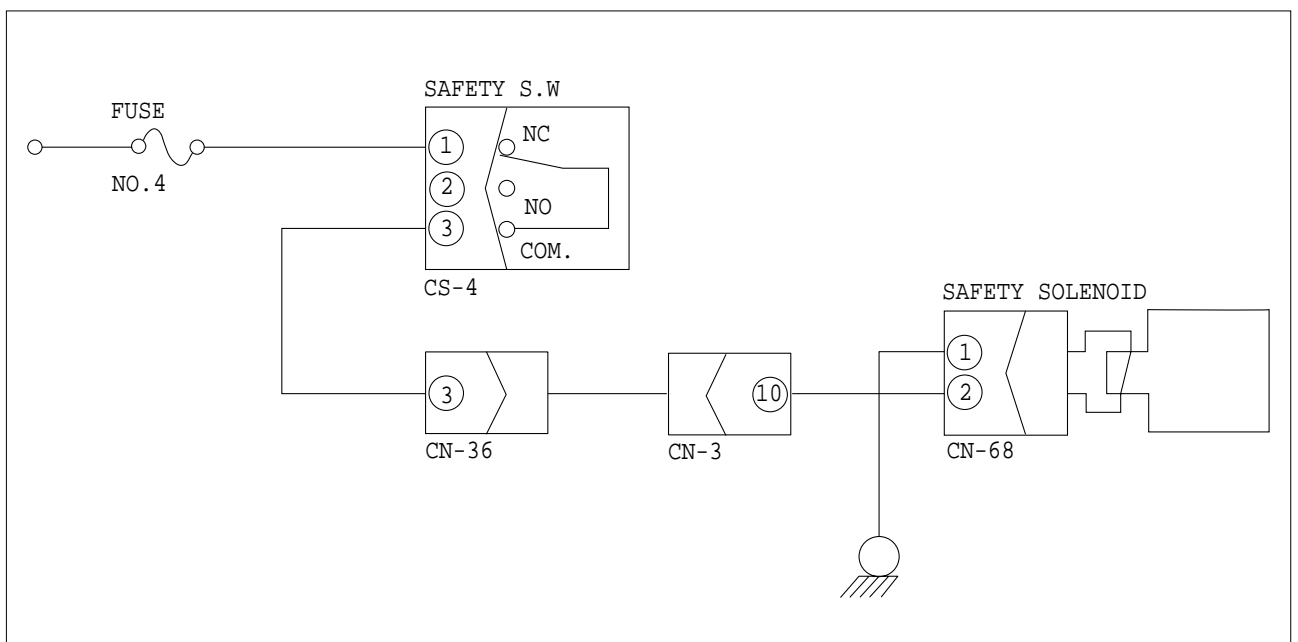 FUSE
NO.4
SAFETY S.W
1
2
3
NC
NO
COM.
CS-4
3
CN-36
10
CN-3
SAFETY SOLENOID
1
2
CN-68